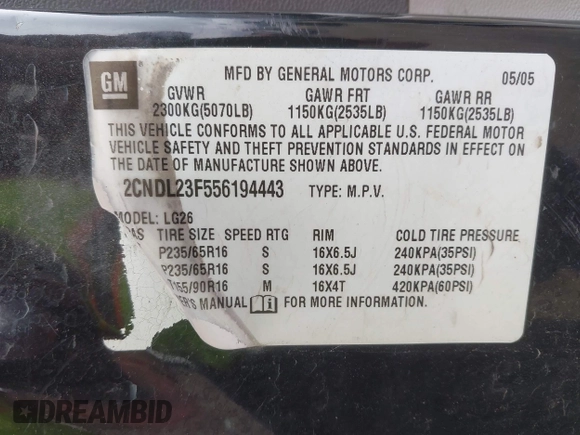 GM
MFD BY GENERAL MOTORS CORP. 05/05
GVWR GAWR FRT GAWR RR
2300KG(5070LB) 1150KG(2535LB) 1150KG(2535LB)
THIS VEHICLE CONFORMS TO ALL APPLICABLE U.S. FEDERAL MOTOR
VEHICLE SAFETY AND THEFT PREVENTION STANDARDS IN EFFECT ON THE
DATE OF MANUFACTURE SHOWN ABOVE.
2CNDL23F556194443 TYPE: M.P.V.
MODEL: LG26
TIRE SIZE SPEED RTG RIM COLD TIRE PRESSURE
P235/65R16 S 16X6.5J 240KPA(35PSI)
P235/65R16 S 16X6.5J 240KPA(35PSI)
55/90R16 M 16X4T 420KPA(60PSI)
ER'S MANUAL FOR MORE INFORMATION.
DREAMBID